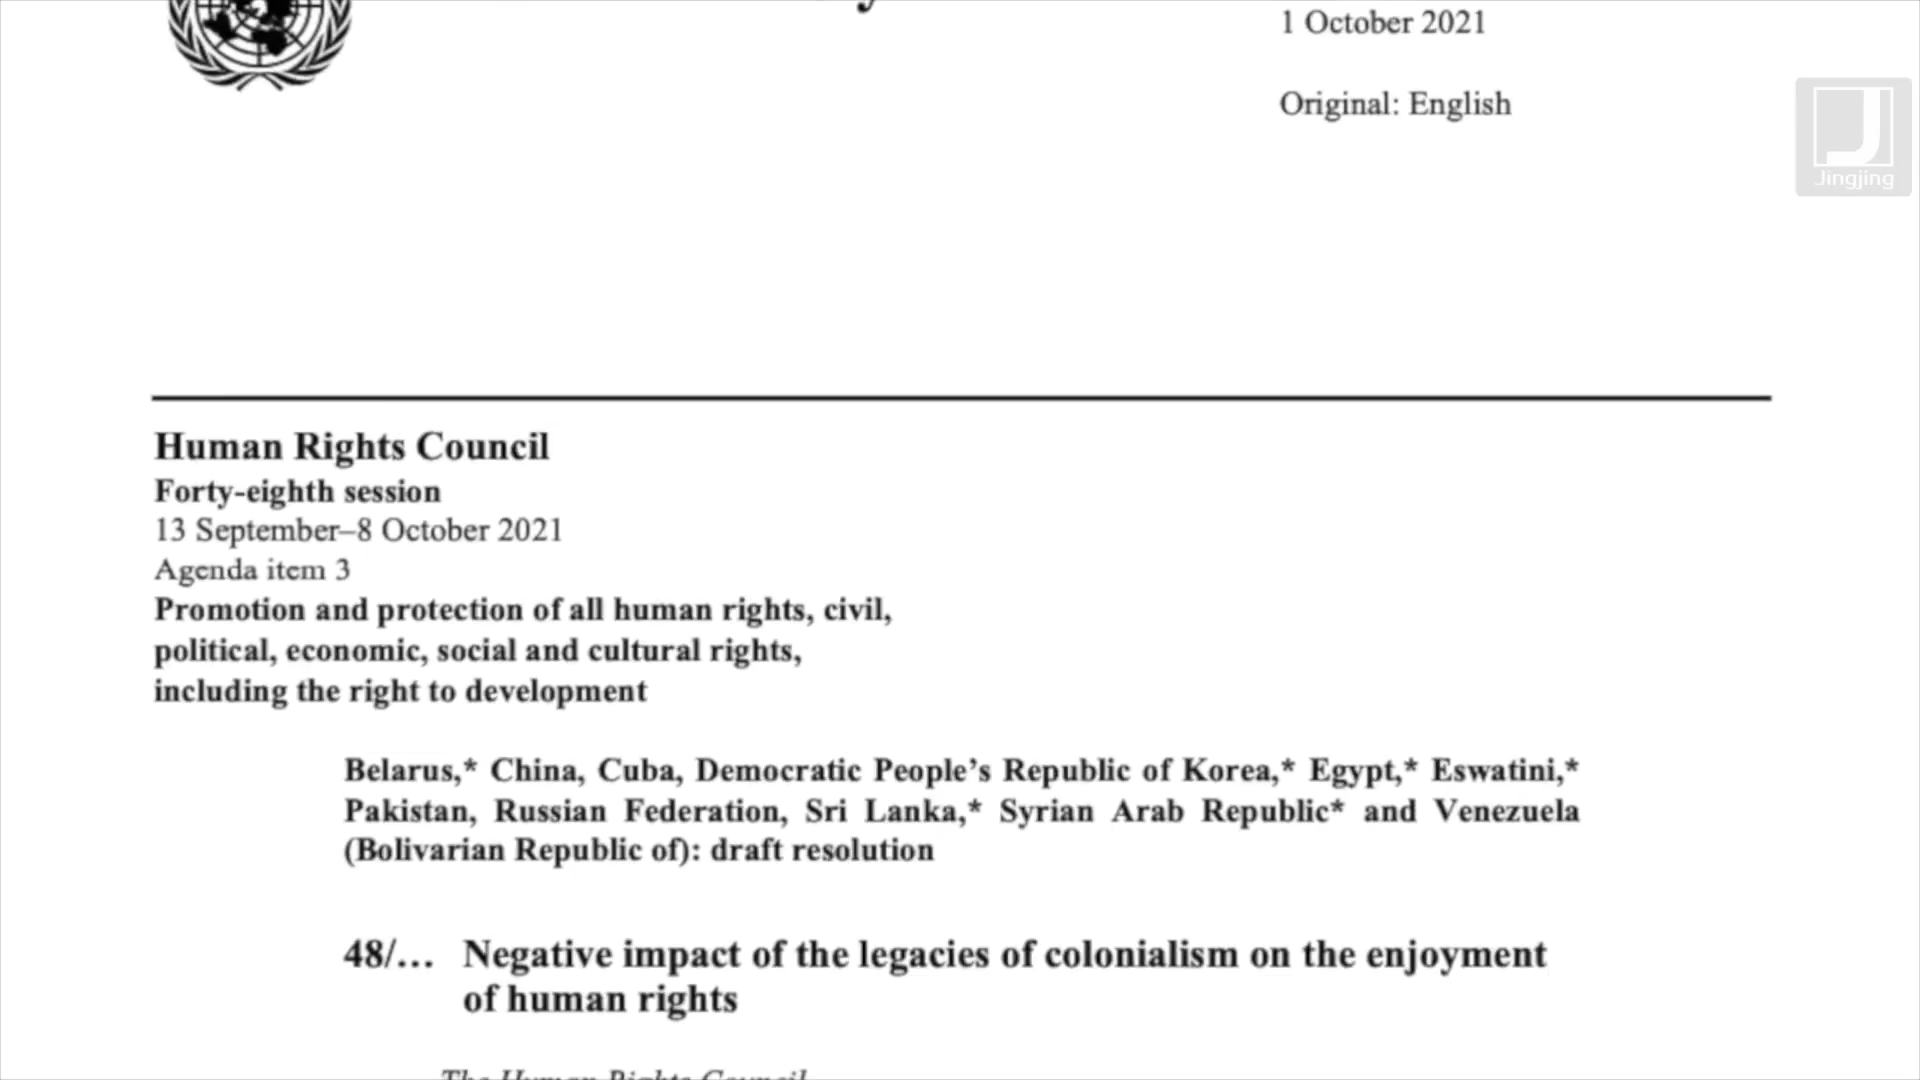 1 October 2021
Original: English
Jingjing
Human Rights Council
Forty-eighth session
13 September–8 October 2021
Agenda item 3
Promotion and protection of all human rights, civil,
political, economic, social and cultural rights,
including the right to development
Belarus,* China, Cuba, Democratic People’s Republic of Korea,* Egypt,* Eswatini,*
Pakistan, Russian Federation, Sri Lanka,* Syrian Arab Republic* and Venezuela
(Bolivarian Republic of): draft resolution
48/… Negative impact of the legacies of colonialism on the enjoyment
of human rights
The Human Rights Council